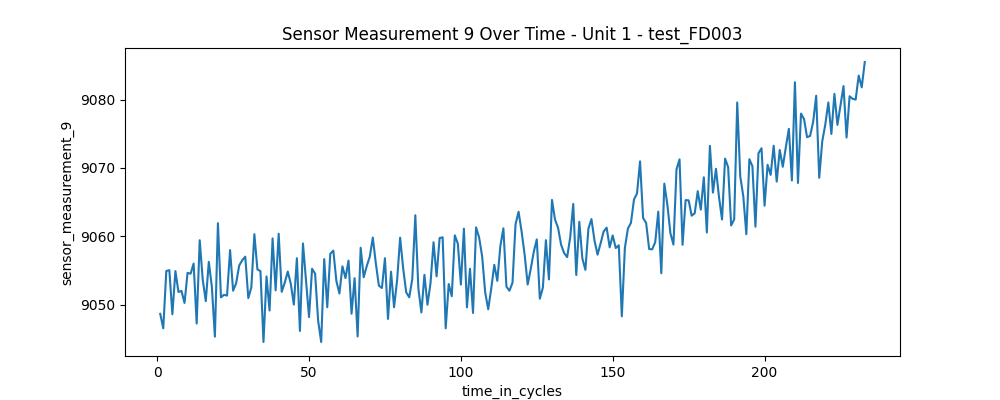 Sensor Measurement 9 Over Time - Unit 1 - test_FD003
sensor_measurement_9
9080
9070
9060
9050
0 50 100 150 200
time_in_cycles